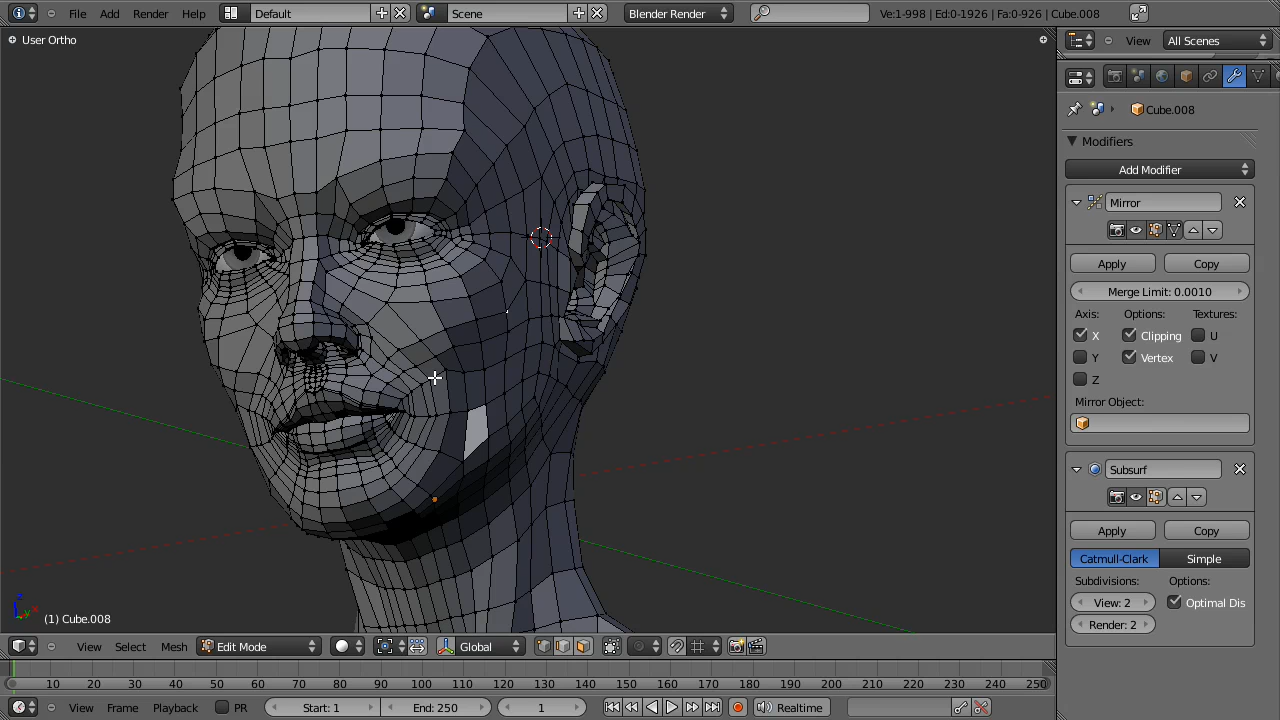 File Add Render Help Default Scene Blender Render Ve:1-998 | Ed:0-1926 | Fa:0-926 | Cube.008
User Ortho
View All Scenes
Cube.008
Modifiers
Add Modifier
Mirror
Apply Copy
Merge Limit: 0.0010
Axis: Options: Textures:
X Clipping U
Y Vertex V
Z
Mirror Object:
Subsurf
Apply Copy
Catmull-Clark Simple
Subdivisions: Options:
View: 2 Optimal Dis
Render: 2
(1) Cube.008
View Select Mesh Edit Mode Global
10 20 30 40 50 60 70 80 90 100 110 120 130 140 150 160 170 180 190 200 210 220 230 240 250
View Frame Playback PR Start: 1 End: 250 1 Realtime